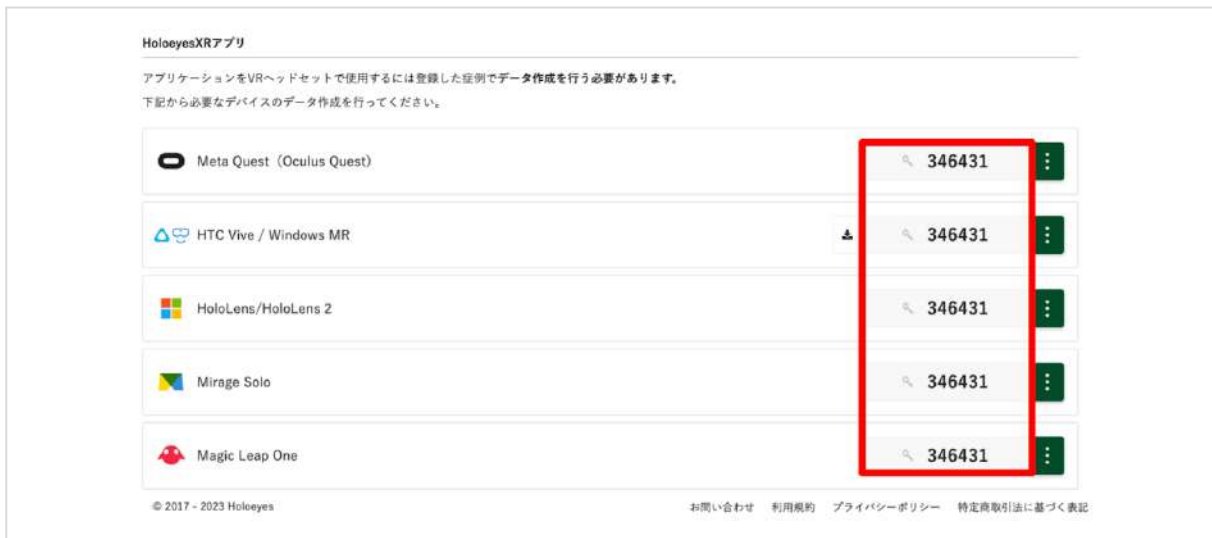 HoloeyesXRアプリ
アプリケーションをVRヘッドセットで使用するには登録した症例でデータ作成を行う必要があります。
下記から必要なデバイスのデータ作成を行ってください。
Meta Quest（Oculus Quest） 346431
HTC Vive / Windows MR 346431
HoloLens/HoloLens 2 346431
Mirage Solo 346431
Magic Leap One 346431
© 2017 - 2023 Holoeyes お問い合わせ 利用規約 プライバシーポリシー 特定商取引法に基づく表記